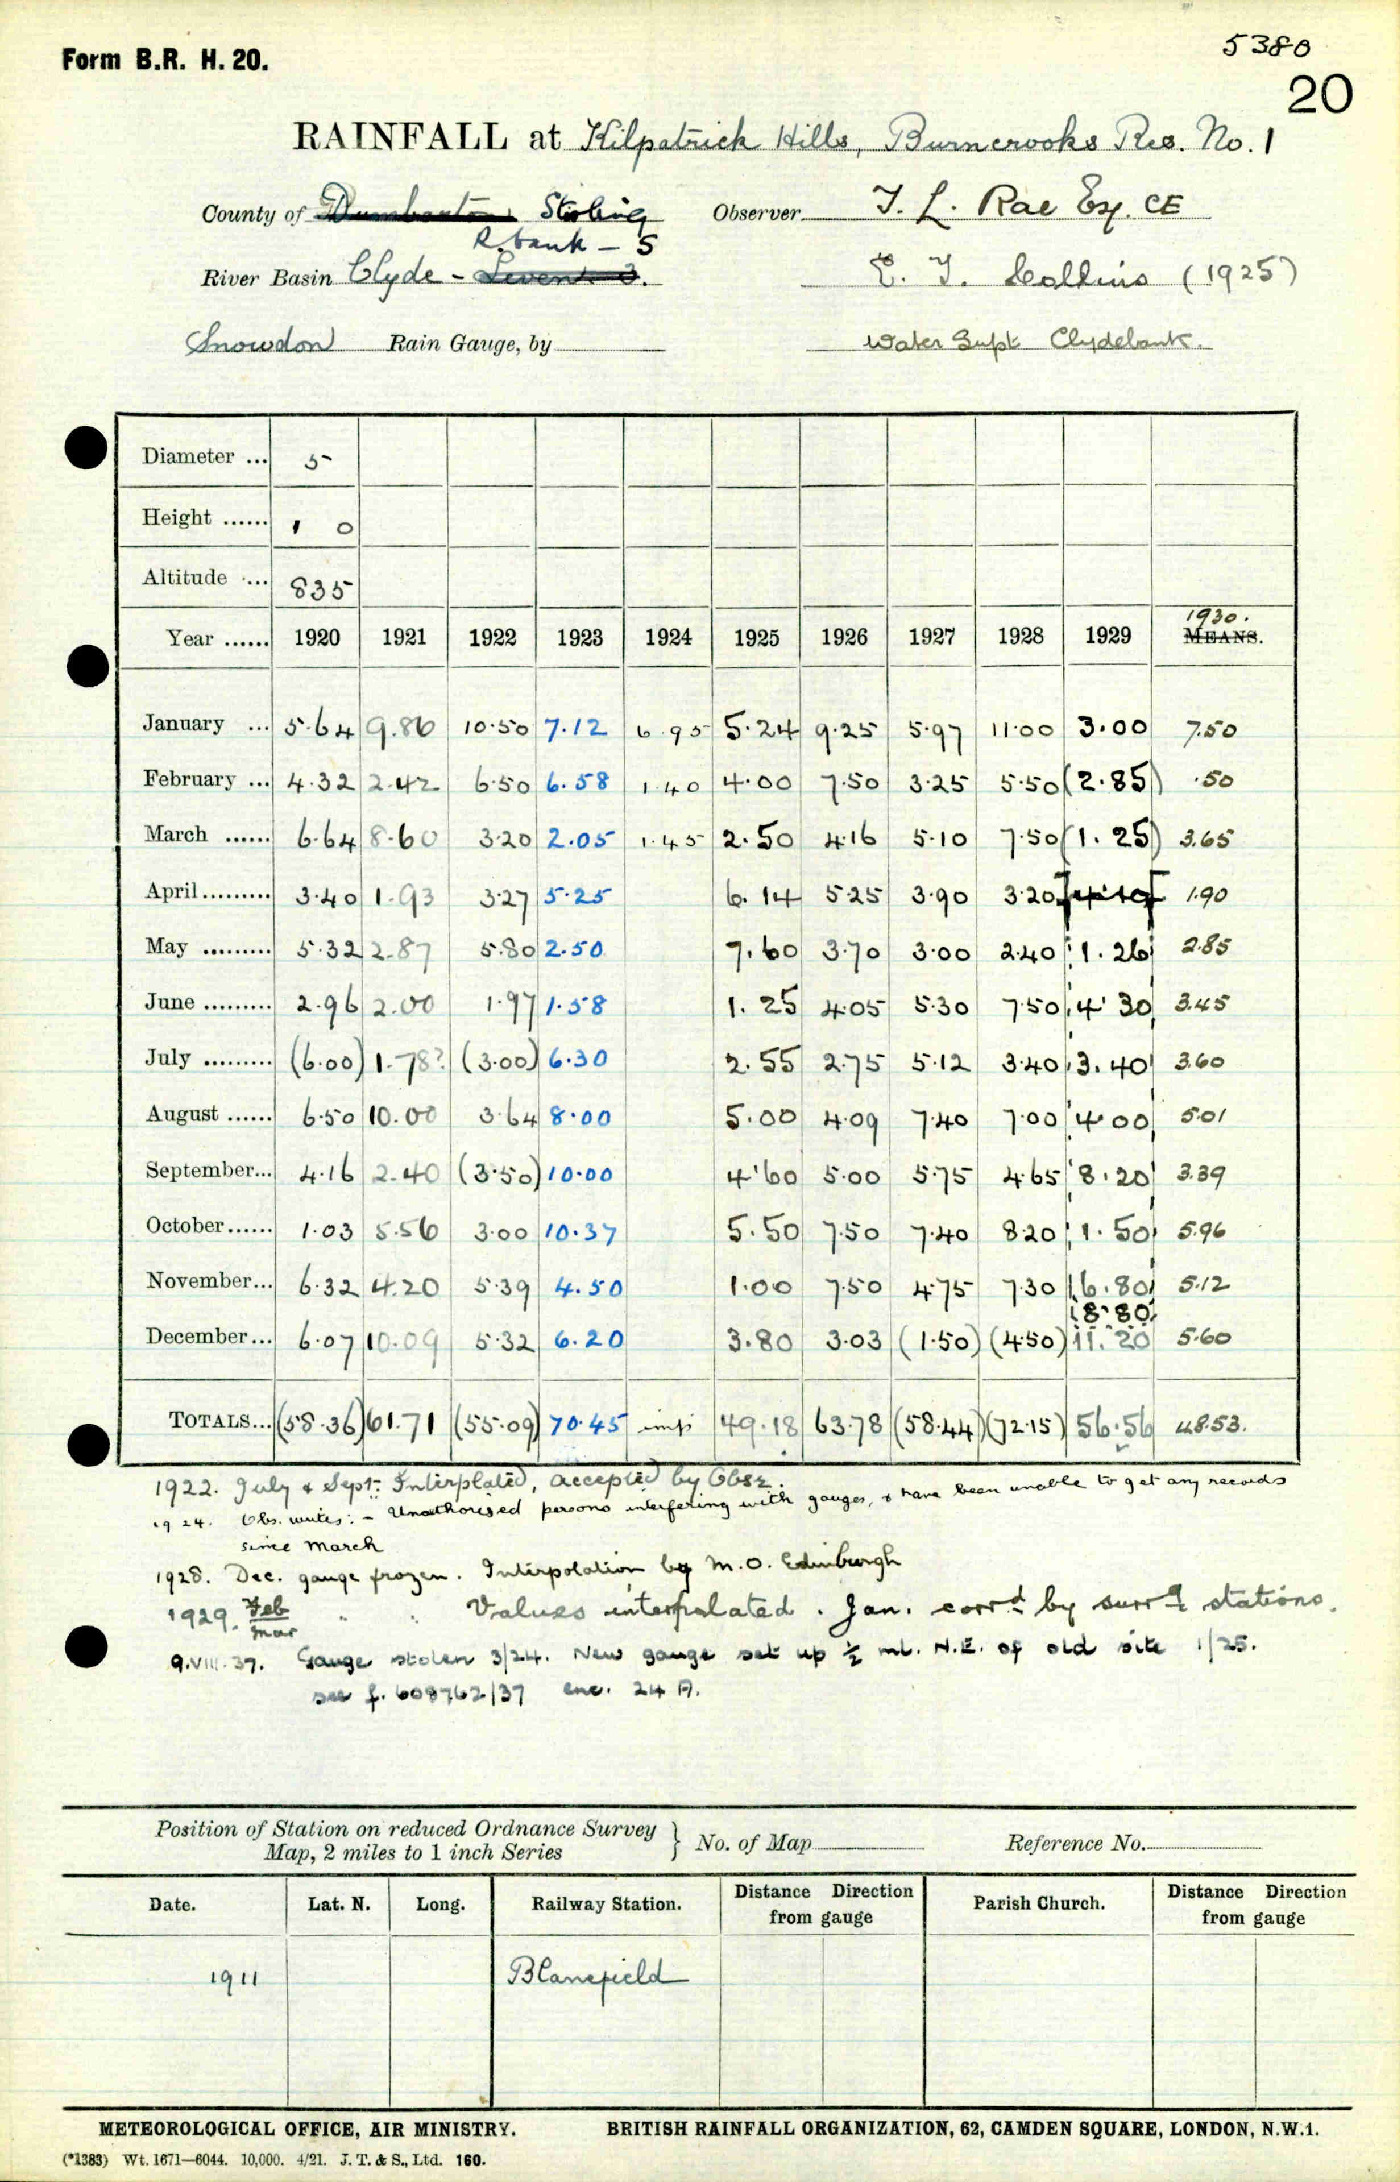 5380
Form B.R. H. 20.
20
RAINFALL at Kilpatrick Hills, Burncrooks Res. No. 1
County of Dumbarton Stirling Observer T. L. Rae Esq. CE
R. bank - 5
River Basin Clyde - Leven 3. E. T. Collins (1925)
Snowdon Rain Gauge, by Water Supt Clydebank.
Diameter ... 5
Height ...... 1 0
Altitude ... 835
1930.
Year ...... 1920 1921 1922 1923 1924 1925 1926 1927 1928 1929 MEANS.
January ... 5.64 9.86 10.50 7.12 6.95 5.24 9.25 5.97 11.00 3.00 7.50
February ... 4.32 2.42 6.50 6.58 1.40 4.00 7.50 3.25 5.50 (2.85) .50
March ...... 6.64 8.60 3.20 2.05 1.45 2.50 4.16 5.10 7.50 (1.25) 3.65
April ......... 3.40 1.93 3.27 5.25 6.14 5.25 3.90 3.20 1.90
May ......... 5.32 2.87 5.80 2.50 7.60 3.70 3.00 2.40 1.26 2.85
June ......... 2.96 2.00 1.97 1.58 1.25 4.05 5.30 7.50 4.30 3.45
July ......... (6.00) 1.78? (3.00) 6.30 2.55 2.75 5.12 3.40 3.40 3.60
August ...... 6.50 10.00 3.64 8.00 5.00 4.09 7.40 7.00 4.00 5.01
September... 4.16 2.40 (3.50) 10.00 4.60 5.00 5.75 4.65 8.20 3.39
October...... 1.03 5.56 3.00 10.37 5.50 7.50 7.40 8.20 1.50 5.96
November... 6.32 4.20 5.39 4.50 1.00 7.50 4.75 7.30 6.80 5.12
(8.80)
December... 6.07 10.09 5.32 6.20 3.80 3.03 (1.50) (4.50) 11.20 5.60
TOTALS... (58.36) 61.71 (55.09) 70.45 imp 49.18 63.78 (58.44) (72.15) 56.56 48.53.
1922. July & Sept: Interplated, accepted by Obsr.
1924. Obs. writes: - Unauthorised persons interfering with gauges, & have been unable to get any records
since March
1928. Dec. gauge frozen. Interpolation by M.O. Edinburgh
1929. Feb Mar " " Values interpolated. Jan. corrd by surrg stations.
9.VIII.37. Gauge stolen 3/24. New gauge set up ½ ml. N.E. of old site 1/25.
see f. 608762/37 enc. 24 A.
Position of Station on reduced Ordnance Survey
Map, 2 miles to 1 inch Series } No. of Map Reference No.
Date. Lat. N. Long. Railway Station. Distance Direction from gauge Parish Church. Distance Direction from gauge
1911 Blanefield
METEOROLOGICAL OFFICE, AIR MINISTRY. BRITISH RAINFALL ORGANIZATION, 62, CAMDEN SQUARE, LONDON, N.W.1.
(*1383) Wt. 1671—6044. 10,000. 4/21. J. T. & S., Ltd. 160.